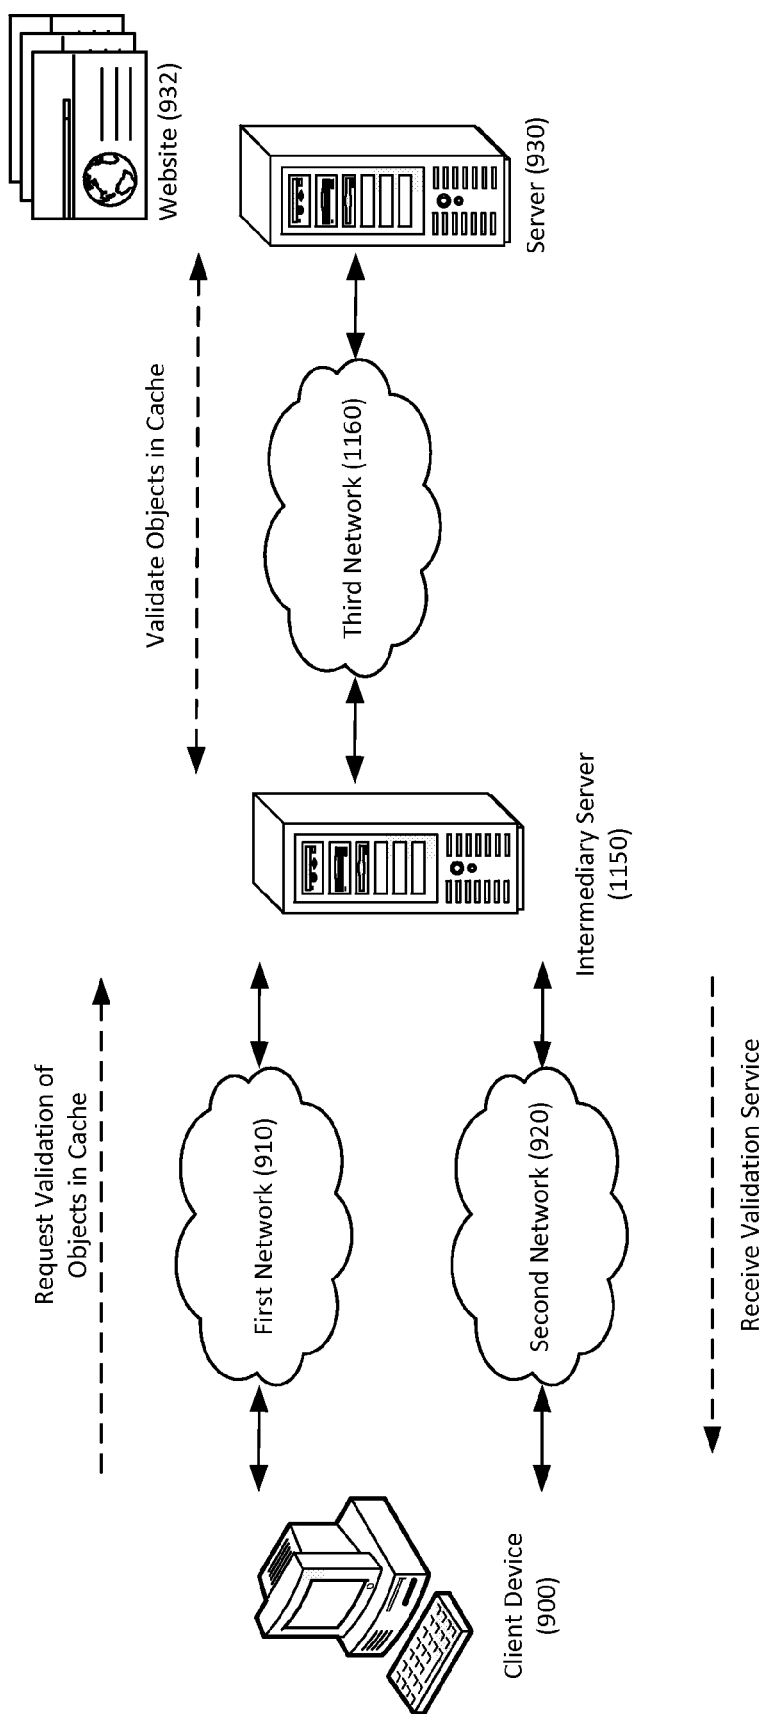 Request Validation of
Objects in Cache
Validate Objects in Cache
Website (932)
First Network (910)
Third Network (1160)
Server (930)
Client Device
(900)
Second Network (920)
Intermediary Server
(1150)
Receive Validation Service